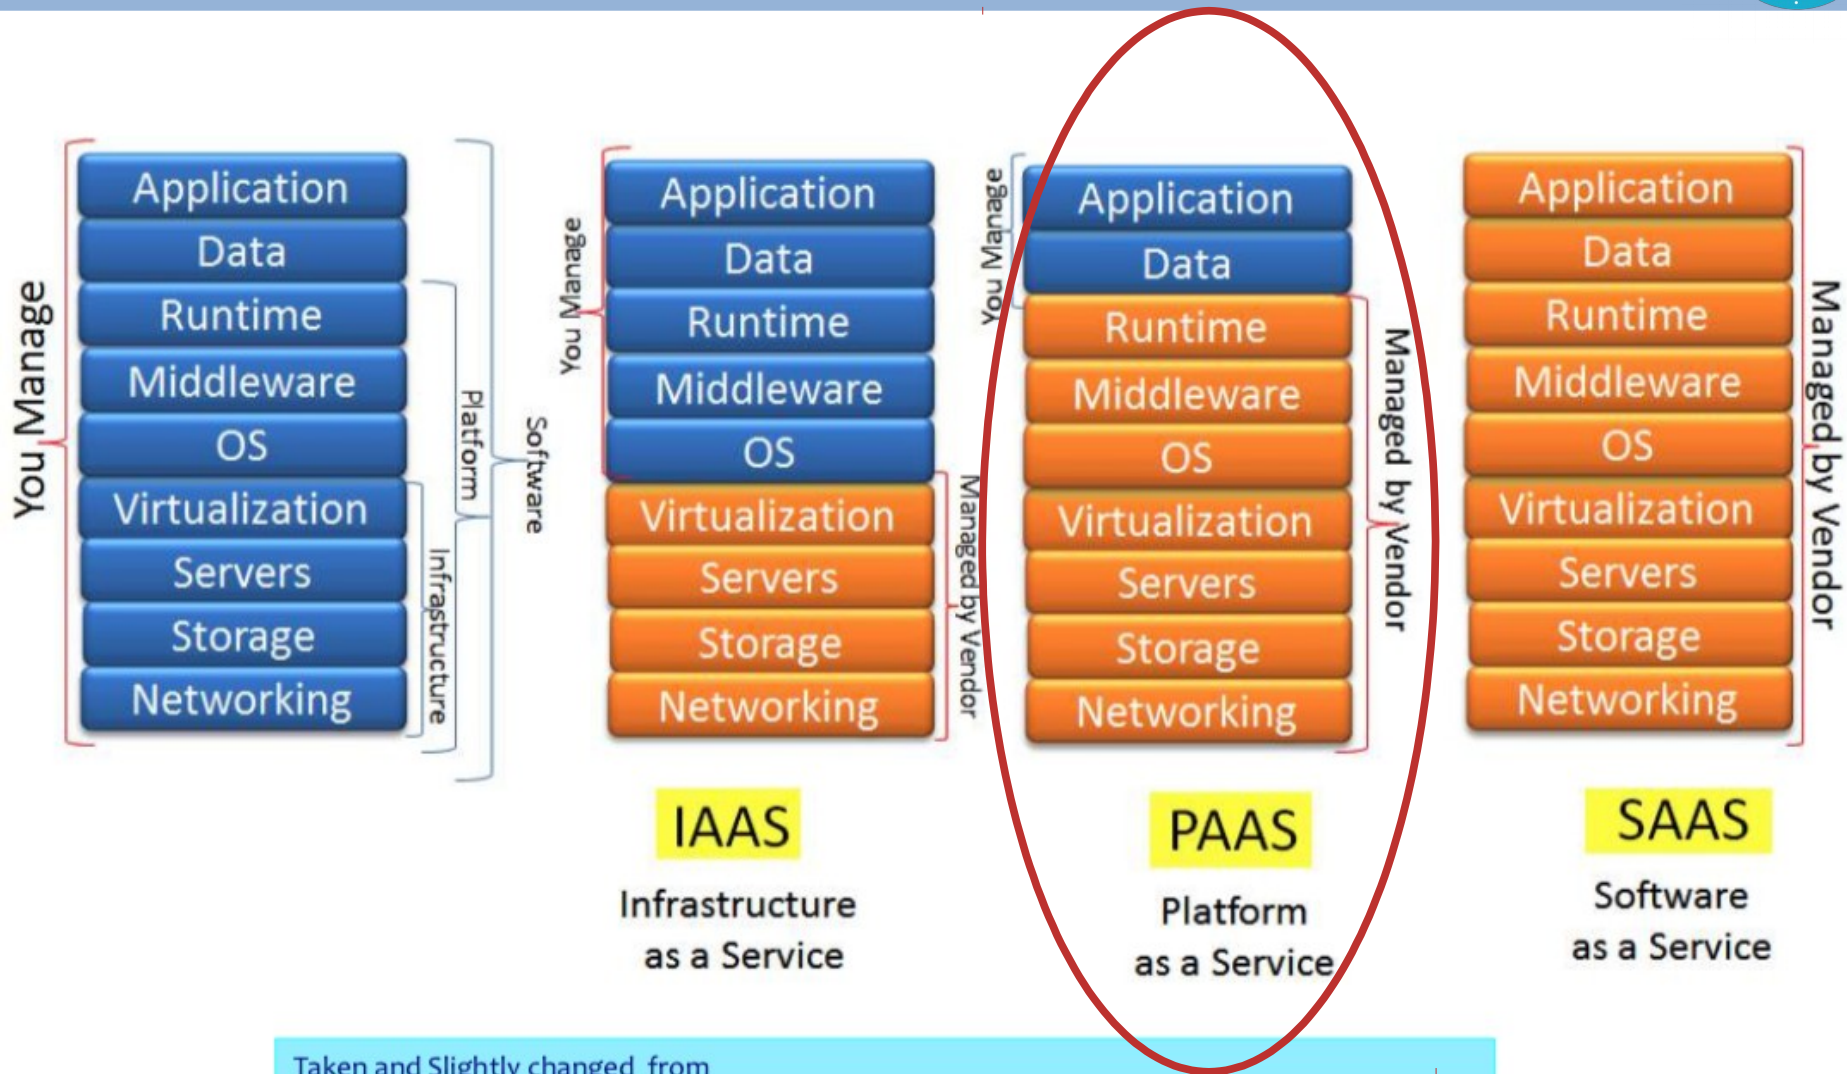 You Manage
Application
Data
Runtime
Middleware
OS
Virtualization
Servers
Storage
Networking
Infrastructure
Platform
Software
You Manage
Application
Data
Runtime
Middleware
OS
Virtualization
Servers
Storage
Networking
Managed by Vendor
IAAS
Infrastructure
as a Service
You Manage
Application
Data
Runtime
Middleware
OS
Virtualization
Servers
Storage
Networking
Managed by Vendor
PAAS
Platform
as a Service
Application
Data
Runtime
Middleware
OS
Virtualization
Servers
Storage
Networking
Managed by Vendor
SAAS
Software
as a Service
Taken and Slightly changed from